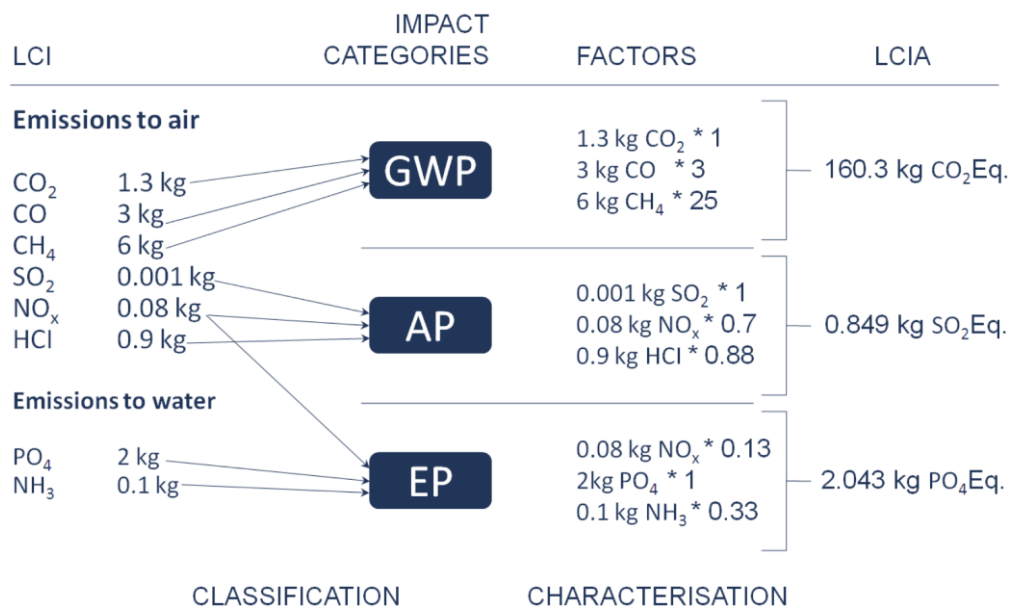 LCI IMPACT CATEGORIES FACTORS LCIA
Emissions to air
CO₂ 1.3 kg
CO 3 kg
CH₄ 6 kg
SO₂ 0.001 kg
NOₓ 0.08 kg
HCl 0.9 kg
Emissions to water
PO₄ 2 kg
NH₃ 0.1 kg
GWP
1.3 kg CO₂ * 1
3 kg CO * 3
6 kg CH₄ * 25
160.3 kg CO₂Eq.
AP
0.001 kg SO₂ * 1
0.08 kg NOₓ * 0.7
0.9 kg HCl * 0.88
0.849 kg SO₂Eq.
EP
0.08 kg NOₓ * 0.13
2kg PO₄ * 1
0.1 kg NH₃ * 0.33
2.043 kg PO₄Eq.
CLASSIFICATION CHARACTERISATION